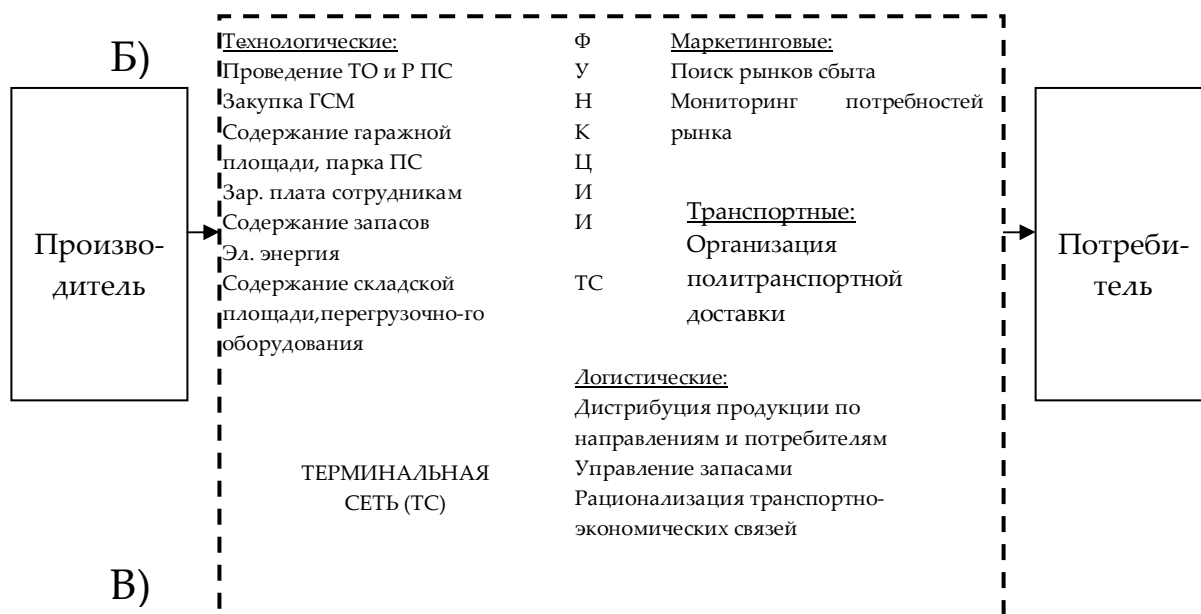 Б)
Произво-
дитель
Технологические:
Проведение ТО и Р ПС
Закупка ГСМ
Содержание гаражной
площади, парка ПС
Зар. плата сотрудникам
Содержание запасов
Эл. энергия
Содержание складской
площади,перегрузочно-го
оборудования
Ф
У
Н
К
Ц
И
И
ТС
Маркетинговые:
Поиск рынков сбыта
Мониторинг потребностей
рынка
Транспортные:
Организация
политранспортной
доставки
Логистические:
Дистрибуция продукции по
направлениям и потребителям
Управление запасами
Рационализация транспортно-
экономических связей
ТЕРМИНАЛЬНАЯ
СЕТЬ (ТС)
Потреби-
тель
В)